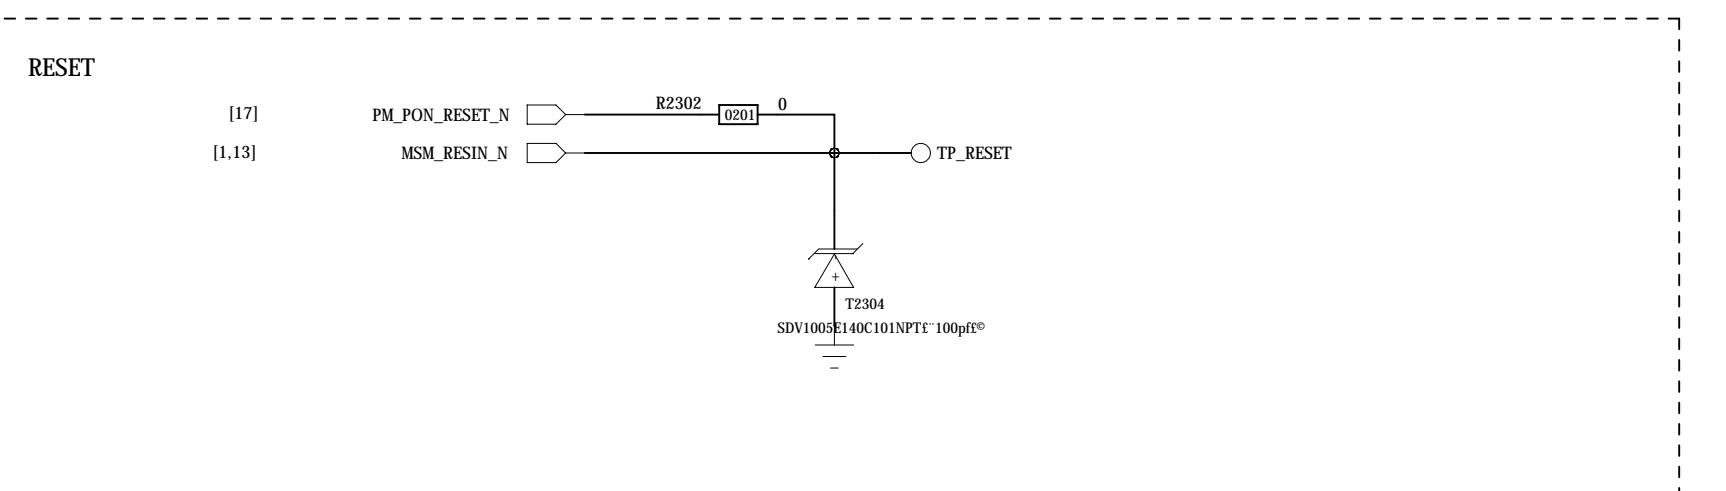 RESET
[17] PM_PON_RESET_N R2302 0201 0
[1,13] MSM_RESIN_N TP_RESET
+
T2304
SDV1005E140C101NPT£¨100pf£©